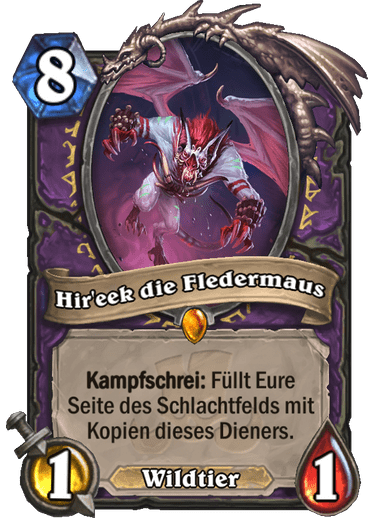 8
Hir'eek die Fledermaus
Kampfschrei: Füllt Eure
Seite des Schlachtfelds mit
Kopien dieses Dieners.
1
Wildtier
1